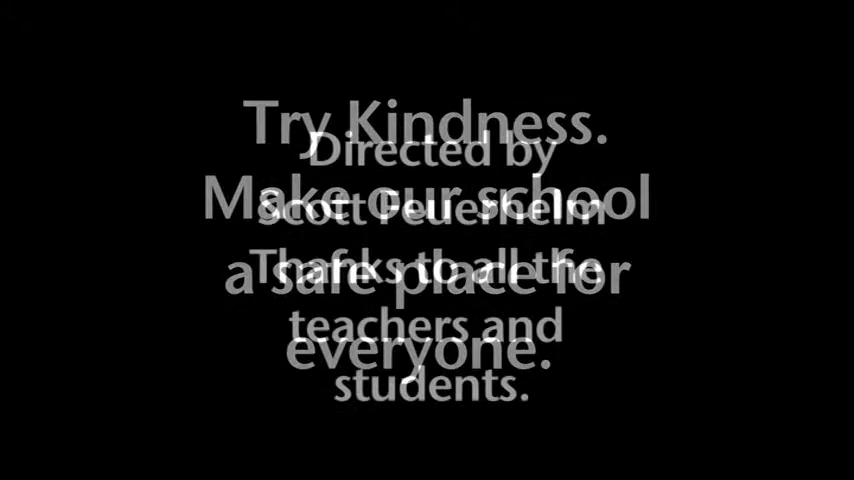 Try Kindness.
Make our school
a safe place for
everyone.
Directed by
Scott Feuerhelm
Thanks to all the
teachers and
students.